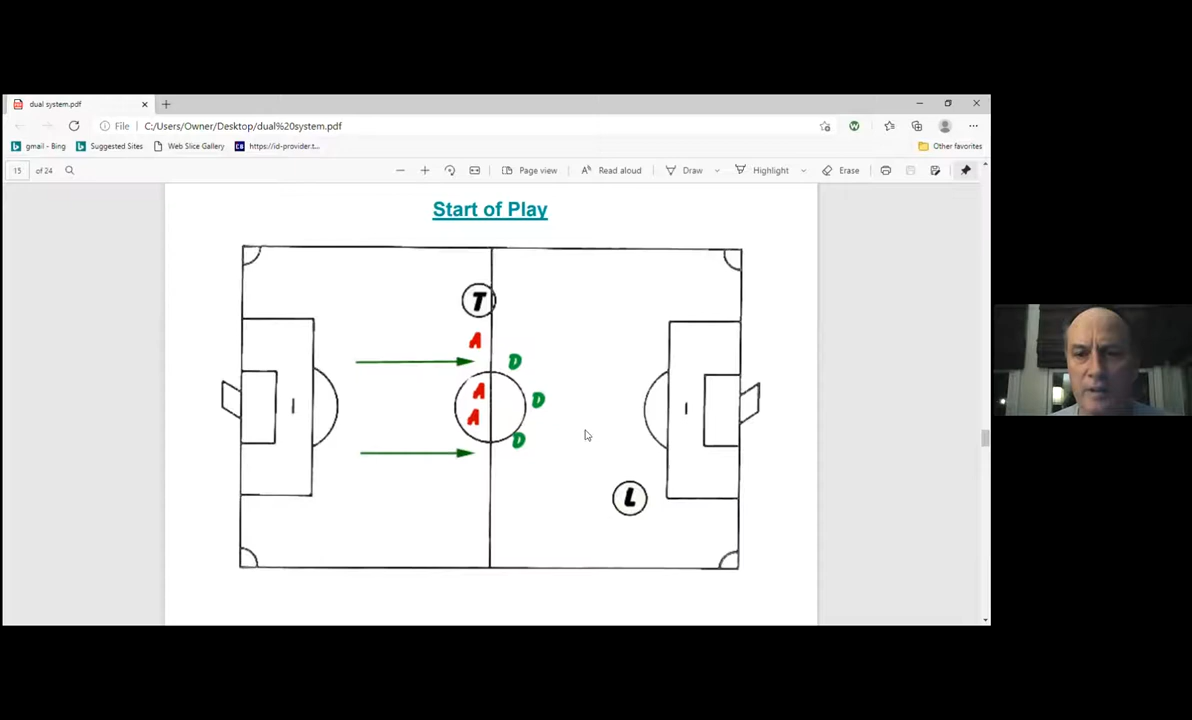 dual system.pdf
File C:/Users/Owner/Desktop/dual%20system.pdf
gmail - Bing Suggested Sites Web Slice Gallery https://id-provider.t... Other favorites
15 of 24 Page view Read aloud Draw Highlight Erase
Start of Play
T
A
D
A
D
A
D
L